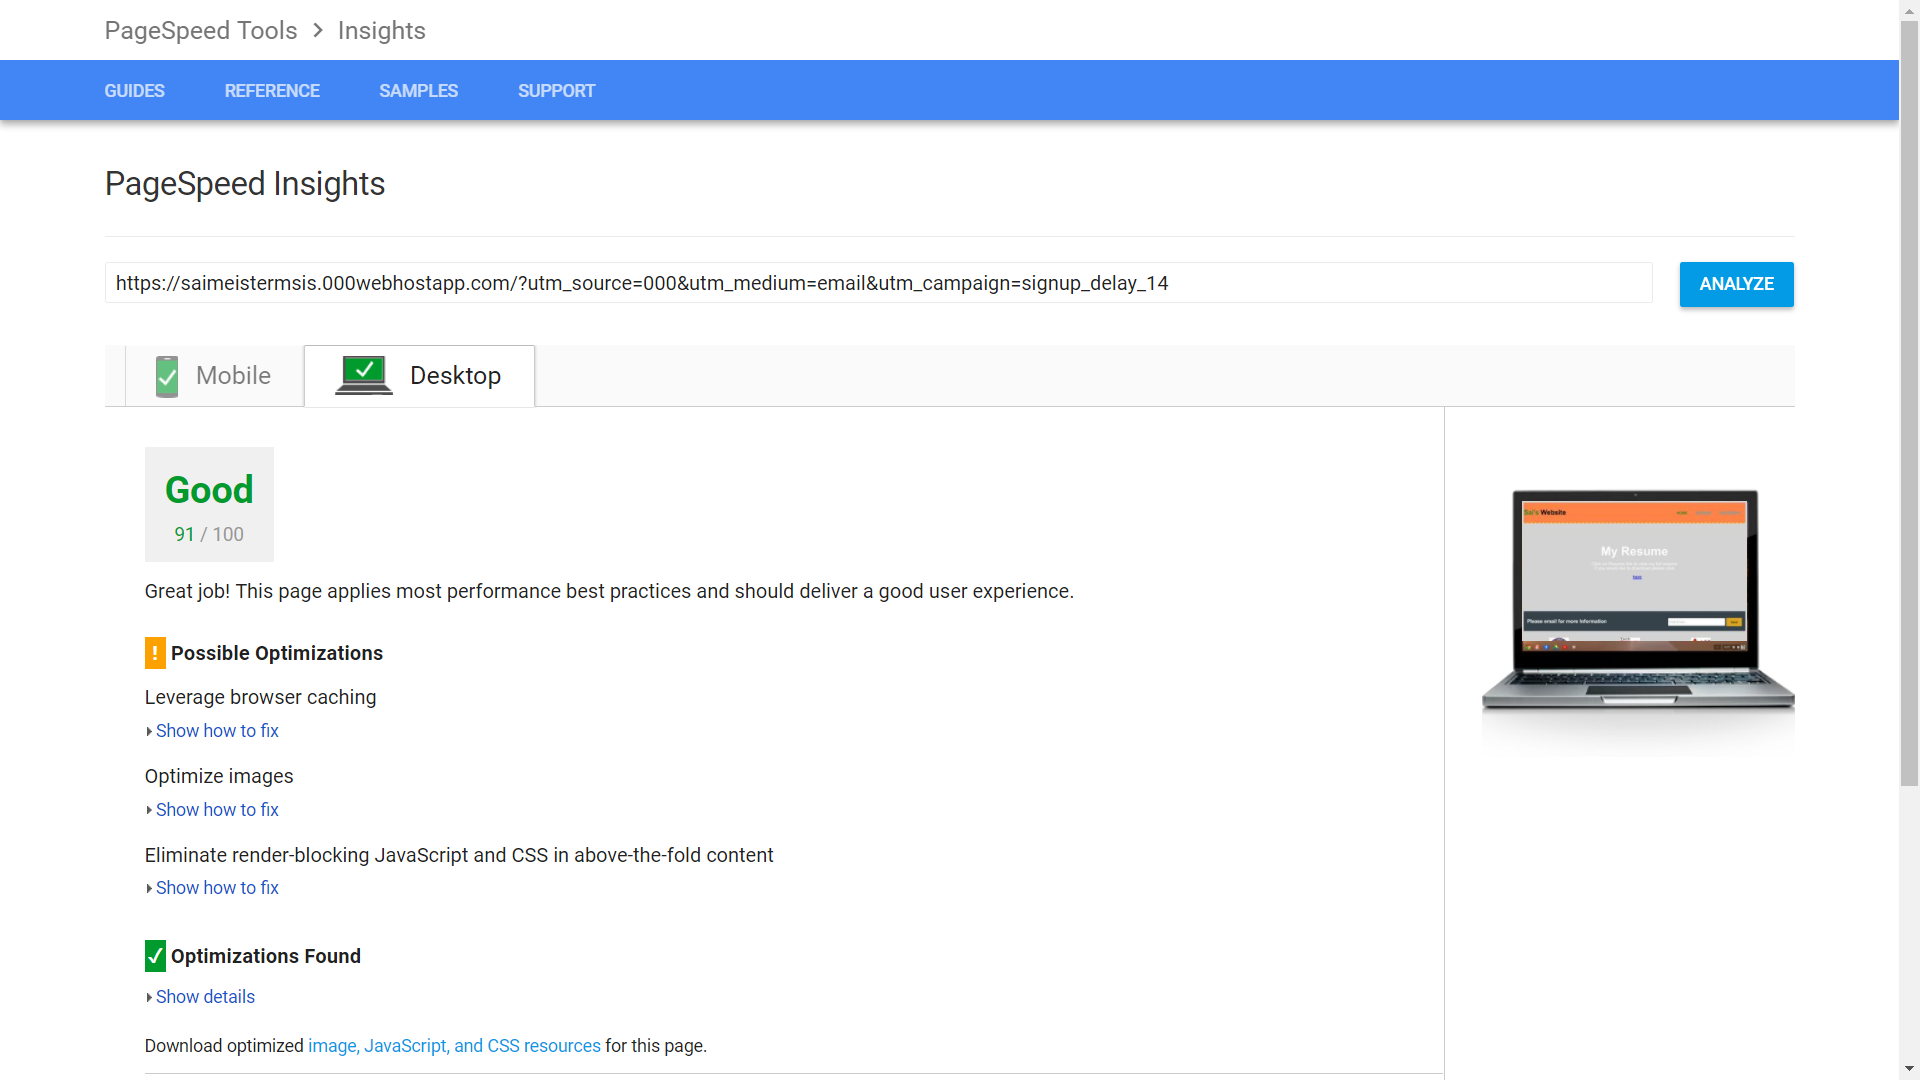 PageSpeed Tools > Insights
GUIDES REFERENCE SAMPLES SUPPORT
PageSpeed Insights
https://saimeistermsis.000webhostapp.com/?utm_source=000&utm_medium=email&utm_campaign=signup_delay_14
ANALYZE
Mobile Desktop
Good
91 / 100
Great job! This page applies most performance best practices and should deliver a good user experience.
! Possible Optimizations
Leverage browser caching
Show how to fix
Optimize images
Show how to fix
Eliminate render-blocking JavaScript and CSS in above-the-fold content
Show how to fix
Optimizations Found
Show details
Download optimized image, JavaScript, and CSS resources for this page.
Sai's Website
HOME
My Resume
Please email for more Information